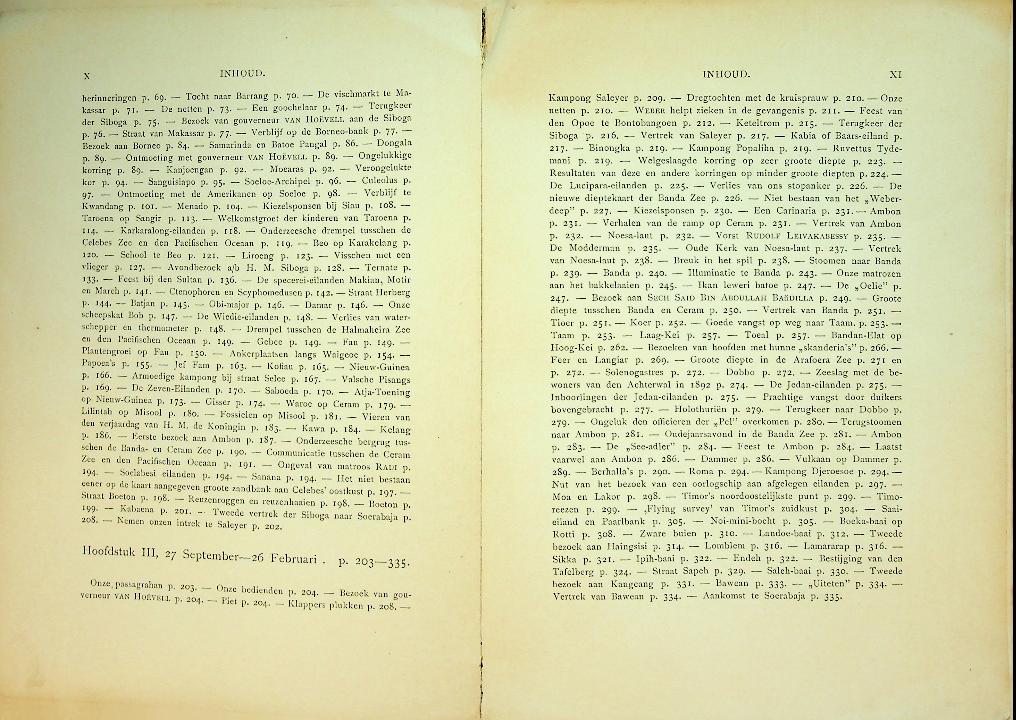 X
INHOUD.
herinneringen p. 69. — Tocht naar Barrang p. 70. — De vischmarkt te Ma-
kassar p. 71. — De netten p. 73. — Een goochelaar p. 74. — Terugkeer
der Siboga p. 75. — Bezoek van gouverneur VAN HOËVELL aan de Siboga
p. 76. — Straat van Makassar p. 77. — Verblijf op de Borneo-bank p. 77. —
Bezoek aan Borneo p. 84. — Samarinda en Batoe Pangal p. 86. — Dongala
p. 89. — Ontmoeting met gouverneur VAN HOËVELL p. 89. — Ongelukkige
korring p. 89. — Kanjoengan p. 92. — Moearas p. 92. — Verongelukte
kor p. 94. — Sangisiapo p. 95. — Soeloe-Archipel p. 96. — Culeolus p.
97. — Ontmoeting met de Amerikanen op Soeloe p. 98. — Verblijf te
Kwandang p. 101. — Menado p. 104. — Kiezelsponsen bij Siau p. 108. —
Taroena op Sangir p. 113. — Welkomstgroet der kinderen van Taroena p.
114. — Karkaralong-eilanden p. 118. — Onderzeesche drempel tusschen de
Celebes Zee en den Pacifischen Oceaan p. 119. — Beo op Karakelang p.
120. — School te Beo p. 121. — Liroeng p. 123. — Visschen met een
vlieger p. 127. — Avondbezoek a/b H. M. Siboga p. 128. — Ternate p.
133. — Feest bij den Sultan p. 136. — De specerei-eilanden Makian, Motir
en March p. 141. — Ctenophoren en Scyphomedusen p. 142. — Straat Herberg
p. 144. — Batjan p. 145. — Obi-major p. 146. — Damar p. 146. — Onze
scheepskat Bob p. 147. — De Wiedie-eilanden p. 148. — Verlies van water-
schepper en thermometer p. 148. — Drempel tusschen de Halmaheira Zee
en den Pacifischen Oceaan p. 149. — Gebee p. 149. — Fau p. 149. —
Plantengroei op Fau p. 150. — Ankerplaatsen langs Waigeoe p. 154. —
Papoea's p. 155. — Jef Fam p. 163. — Kofiau p. 165. — Nieuw-Guinea
p. 166. — Armoedige kampong bij straat Selee p. 167. — Valsche Pisangs
p. 169. — De Zeven-Eilanden p. 170. — Saboeda p. 170. — Atja-Toening
op Nieuw-Guinea p. 173. — Gisser p. 174. — Waroe op Ceram p. 179. —
Lilintah op Misool p. 180. — Fossielen op Misool p. 181. — Vieren van
den verjaardag van H. M. de Koningin p. 183. — Kawa p. 184. — Kelang
p. 186. — Eerste bezoek aan Ambon p. 187. — Onderzeesche bergrug tus-
schen de Banda- en Ceram Zee p. 190. — Communicatie tusschen de Ceram
Zee en den Pacifischen Oceaan p. 191. — Ongeval van matroos RADI p.
194. — Soelabesi eilanden p. 194. — Sanana p. 194. — Het niet bestaan
eener op de kaart aangegeven groote zandbank aan Celebes' oostkust p. 197. —
Straat Boeton p. 198. — Reuzenroggen en reuzenhaaien p. 198. — Boeton p.
199. — Kabaena p. 201. — Tweede vertrek der Siboga naar Soerabaja p.
208. — Nemen onzen intrek te Saleyer p. 202.
Hoofdstuk III, 27 September—26 Februari . p. 203—335.
Onze passagrahan p. 203. — Onze bedienden p. 204. — Bezoek van gou-
verneur VAN HOËVELL p. 204. — Piet p. 204. — Klappers plukken p. 208. —
INHOUD.
XI
Kampong Saleyer p. 209. — Dregtochten met de kruisprauw p. 210. — Onze
netten p. 210. — WEBER helpt zieken in de gevangenis p. 211. — Feest van
den Opoe te Bontobangoen p. 212. — Keteltrom p. 215. — Terugkeer der
Siboga p. 216. — Vertrek van Saleyer p. 217. — Kabia of Baars-eiland p.
217. — Binongka p. 219. — Kampong Popaliha p. 219. — Ruvettus Tyde-
mani p. 219. — Welgeslaagde korring op zeer groote diepte p. 223. —
Resultaten van deze en andere korringen op minder groote diepten p. 224. —
De Lucipara-eilanden p. 225. — Verlies van ons stopanker p. 226. — De
nieuwe dieptekaart der Banda Zee p. 226. — Niet bestaan van het „Weber-
deep” p. 227. — Kiezelsponsen p. 230. — Een Carinaria p. 231. — Ambon
p. 231. — Verhalen van de ramp op Ceram p. 231. — Vertrek van Ambon
p. 232. — Noesa-laut p. 232. — Vorst RUDOLF LEIVAKABESSY p. 235. —
De Modderman p. 235. — Oude Kerk van Noesa-laut p. 237. — Vertrek
van Noesa-laut p. 238. — Breuk in het spil p. 238. — Stoomen naar Banda
p. 239. — Banda p. 240. — Illuminatie te Banda p. 243. — Onze matrozen
aan het bakkelaaien p. 245. — Ikan leweri batoe p. 247. — De „Oelie” p.
247. — Bezoek aan SECH SAID BIN ABDULLAH BAÄDILLA p. 249. — Groote
diepte tusschen Banda en Ceram p. 250. — Vertrek van Banda p. 251. —
Tioer p. 251. — Koer p. 252. — Goede vangst op weg naar Taam. p. 253. —
Taam p. 253. — Laag-Kei p. 257. — Toeal p. 257. — Bandan-Elat op
Hoog-Kei p. 262. — Bezoeken van hoofden met hunne „skanderia's” p. 266. —
Feer en Langiar p. 269. — Groote diepte in de Arafoera Zee p. 271 en
p. 272. — Solenogastres p. 272. — Dobbo p. 272. — Zeeslag met de be-
woners van den Achterwal in 1892 p. 274. — De Jedan-eilanden p. 275. —
Inboorlingen der Jedan-eilanden p. 275. — Prachtige vangst door duikers
bovengebracht p. 277. — Holothuriën p. 279. — Terugkeer naar Dobbo p.
279. — Ongeluk den officieren der „Pel” overkomen p. 280. — Terugstoomen
naar Ambon p. 281. — Oudejaarsavond in de Banda Zee p. 281. — Ambon
p. 283. — De „See-adler” p. 284. — Feest te Ambon p. 284. — Laatst
vaarwel aan Ambon p. 286. — Dammer p. 286. — Vulkaan op Dammer p.
289. — Berhalla's p. 290. — Roma p. 294. — Kampong Djeroesoe p. 294. —
Nut van het bezoek van een oorlogschip aan afgelegen eilanden p. 297. —
Moa en Lakor p. 298. — Timor's noordoostelijkste punt p. 299. — Timo-
reezen p. 299. — ‚Flying survey’ van Timor's zuidkust p. 304. — Saai-
eiland en Paarlbank p. 305. — Noi-mini-bocht p. 305. — Boeka-baai op
Rotti p. 308. — Zware buien p. 310. — Landoe-baai p. 312. — Tweede
bezoek aan Haingsisi p. 314. — Lomblem p. 316. — Lamararap p. 316. —
Sikka p. 321. — Ipih-baai p. 322. — Endeh p. 322. — Bestijging van den
Tafelberg p. 324. — Straat Sapeh p. 329. — Saleh-baai p. 330. — Tweede
bezoek aan Kangeang p. 331. — Bawean p. 333. — „Uiteten” p. 334. —
Vertrek van Bawean p. 334. — Aankomst te Soerabaja p. 335.